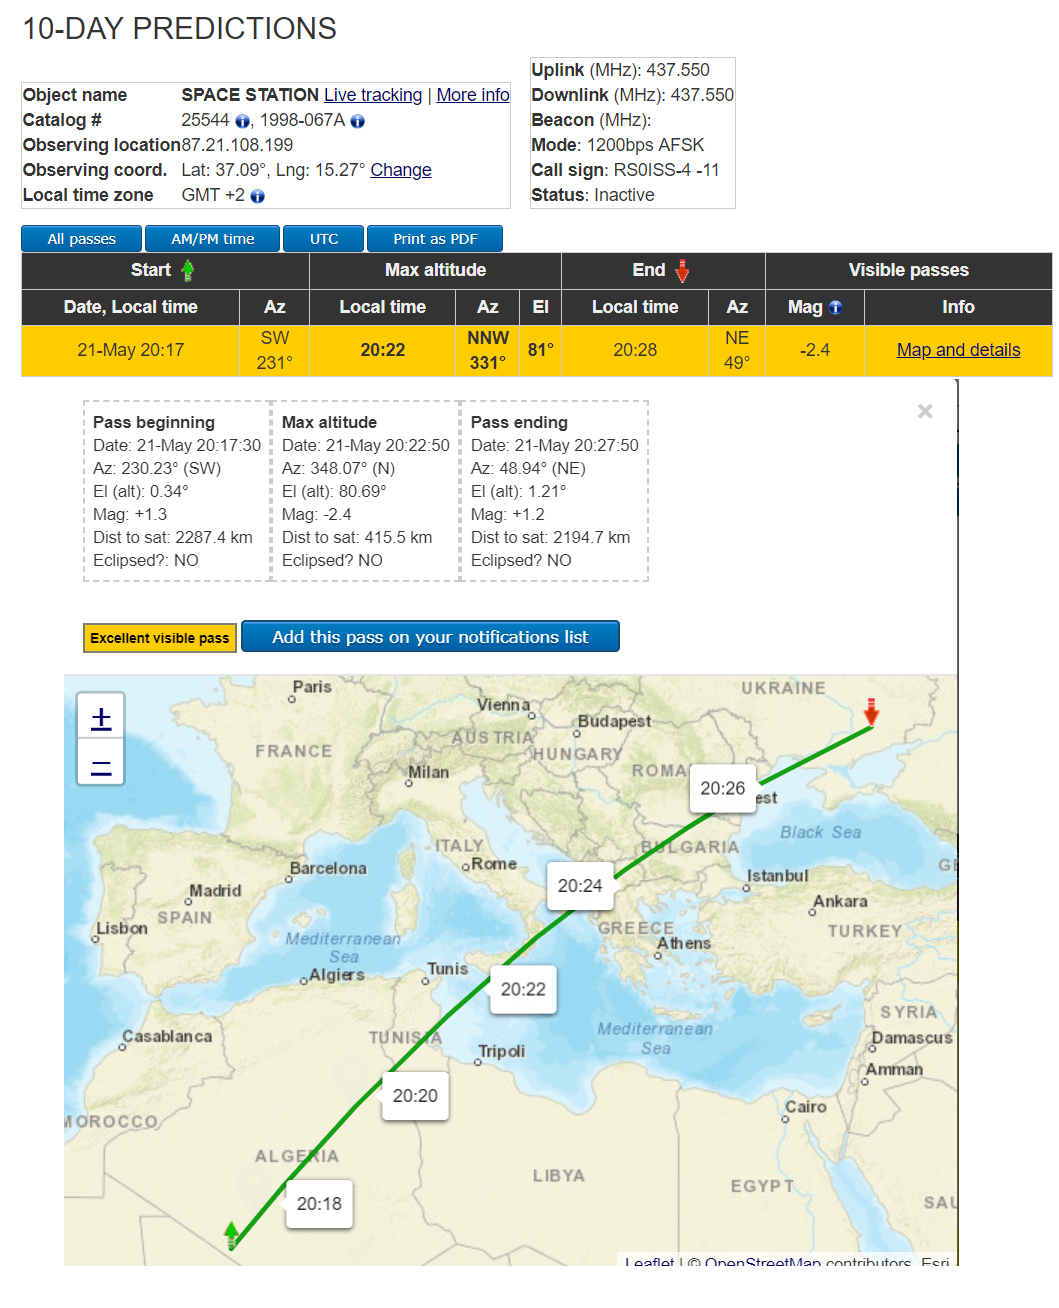 10-DAY PREDICTIONS
Uplink (MHz): 437.550
Downlink (MHz): 437.550
Beacon (MHz):
Mode: 1200bps AFSK
Call sign: RS0ISS-4 -11
Status: Inactive
Object name SPACE STATION Live tracking | More info
Catalog # 25544 , 1998-067A
Observing location 87.21.108.199
Observing coord. Lat: 37.09°, Lng: 15.27° Change
Local time zone GMT +2
All passes AM/PM time UTC Print as PDF
Start Max altitude End Visible passes
Date, Local time Az Local time Az El Local time Az Mag Info
21-May 20:17 SW 231° 20:22 NNW 331° 81° 20:28 NE 49° -2.4 Map and details
×
Pass beginning
Date: 21-May 20:17:30
Az: 230.23° (SW)
El (alt): 0.34°
Mag: +1.3
Dist to sat: 2287.4 km
Eclipsed?: NO
Max altitude
Date: 21-May 20:22:50
Az: 348.07° (N)
El (alt): 80.69°
Mag: -2.4
Dist to sat: 415.5 km
Eclipsed? NO
Pass ending
Date: 21-May 20:27:50
Az: 48.94° (NE)
El (alt): 1.21°
Mag: +1.2
Dist to sat: 2194.7 km
Eclipsed? NO
Excellent visible pass
Add this pass on your notifications list
+
−
Paris
UKRAINE
Vienna
Budapest
AUSTRIA
FRANCE
HUNGARY
Milan
ROMA
20:26
est
Black Sea
ITALY
BULGARIA
Rome
Barcelona
Istanbul
G
20:24
Madrid
Ankara
SPAIN
Lisbon
GREECE
TURKEY
Mediterranean
Sea
Athens
Tunis
Algiers
20:22
SYRIA
Casablanca
TUNISIA
Mediterranean
Sea
Damascus
Tripoli
Amman
20:20
Cairo
MOROCCO
ALGERIA
LIBYA
EGYPT
20:18
SAU
Leaflet | © OpenStreetMap contributors, Esri